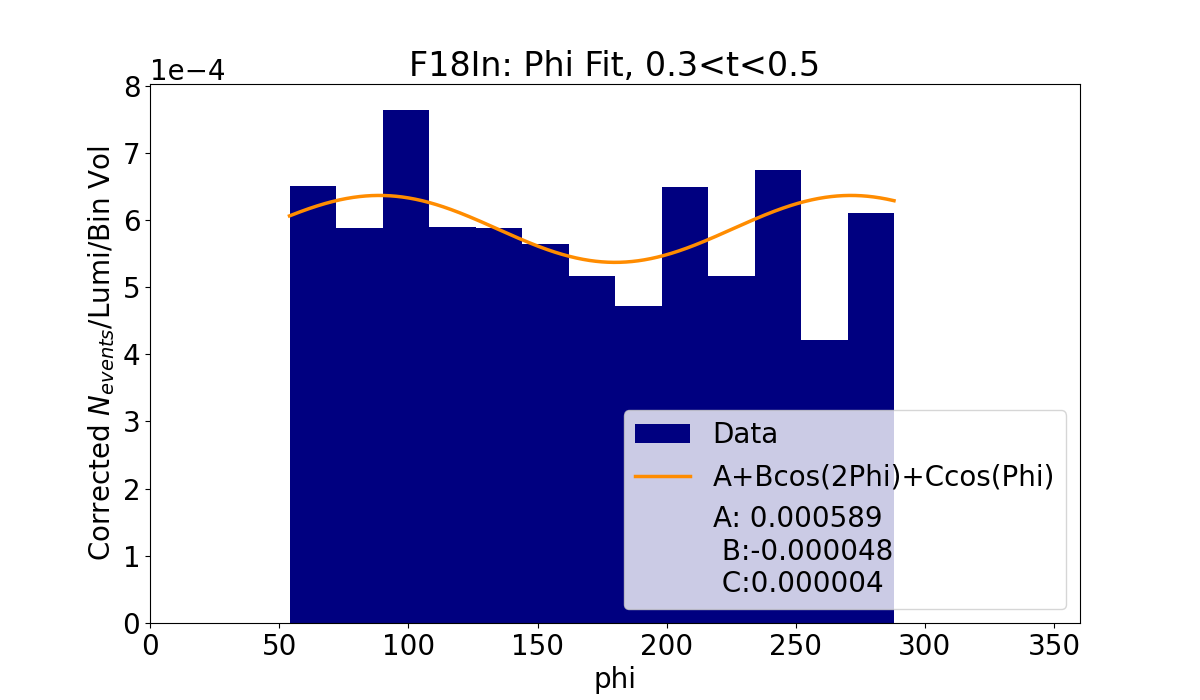 F18In: Phi Fit, 0.3<t<0.5
1e−4
Corrected N_events/Lumi/Bin Vol
8
7
6
5
4
3
2
1
0
Data
A+Bcos(2Phi)+Ccos(Phi)
A: 0.000589
B:-0.000048
C:0.000004
0 50 100 150 200 250 300 350
phi